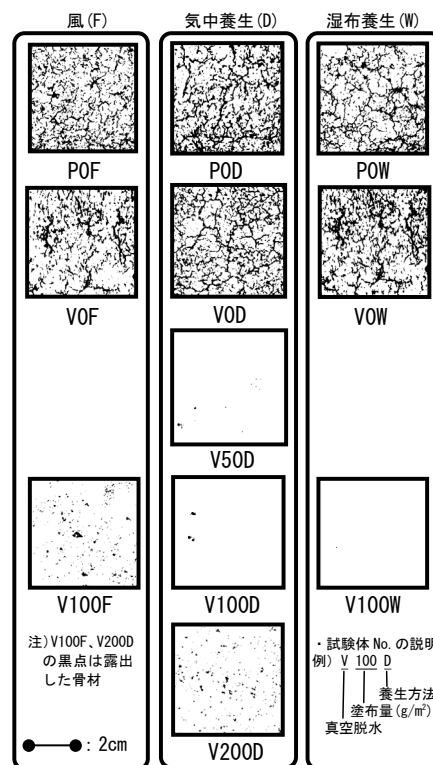 風(F)
気中養生(D)
湿布養生(W)
P0F
P0D
P0W
V0F
V0D
V0W
V50D
V100F
V100D
V100W
注)V100F、V200D
の黒点は露出
した骨材
: 2cm
V200D
・試験体 No. の説明
例) V 100 D
養生方法
塗布量(g/m²)
真空脱水